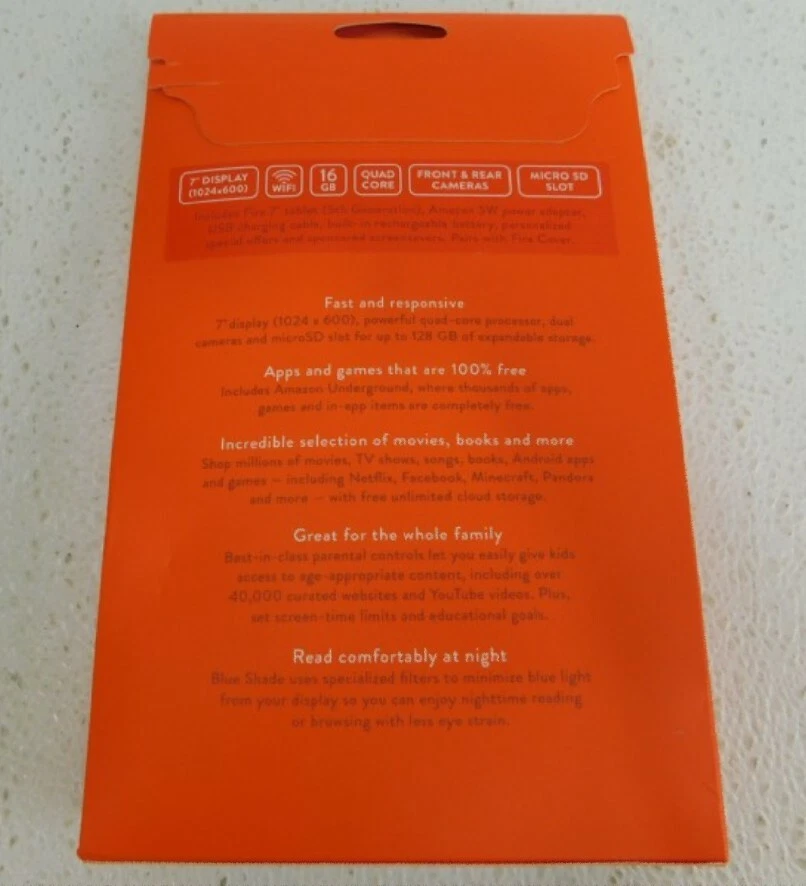 7" DISPLAY
(1024x600)
WIFI
16
GB
QUAD
CORE
FRONT & REAR
CAMERAS
MICRO SD
SLOT
Includes Fire 7" tablet (5th Generation), Amazon 5W power adapter,
USB charging cable, built-in rechargeable battery, personalized
special offers and sponsored screensavers. Pairs with Fire Cover.
Fast and responsive
7" display (1024 x 600), powerful quad-core processor, dual
cameras and microSD slot for up to 128 GB of expandable storage.
Apps and games that are 100% free
Includes Amazon Underground, where thousands of apps,
games and in-app items are completely free.
Incredible selection of movies, books and more
Shop millions of movies, TV shows, songs, books, Android apps
and games – including Netflix, Facebook, Minecraft, Pandora
and more – with free unlimited cloud storage.
Great for the whole family
Best-in-class parental controls let you easily give kids
access to age-appropriate content, including over
40,000 curated websites and YouTube videos. Plus,
set screen-time limits and educational goals.
Read comfortably at night
Blue Shade uses specialized filters to minimize blue light
from your display so you can enjoy nighttime reading
or browsing with less eye strain.